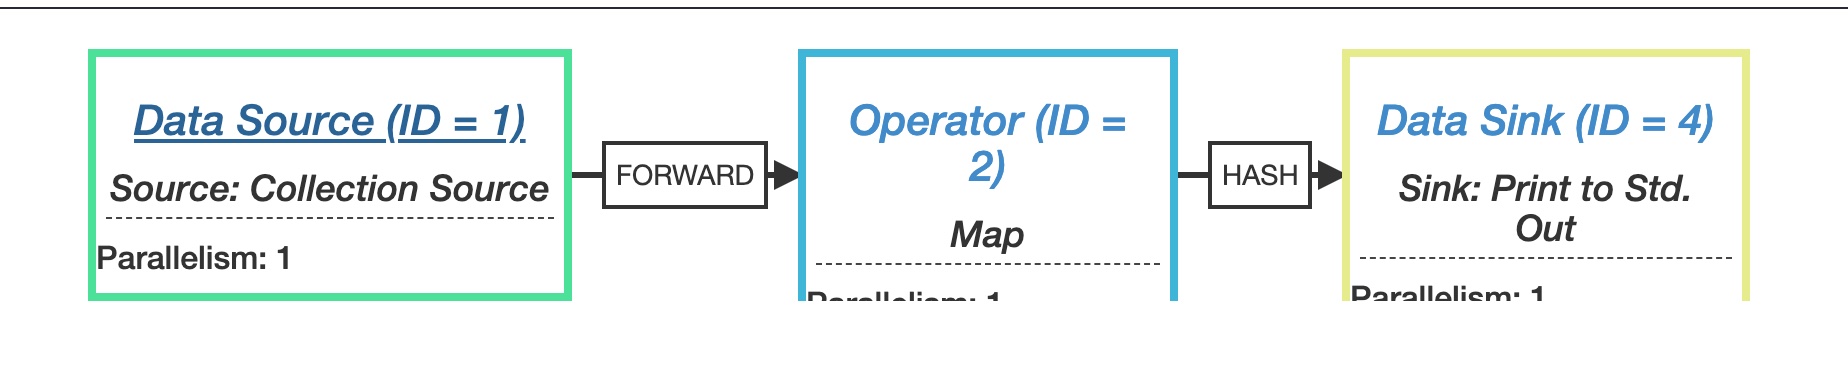 Data Source (ID = 1)
Source: Collection Source
Parallelism: 1
FORWARD
Operator (ID =
2)
Map
Parallelism: 1
HASH
Data Sink (ID = 4)
Sink: Print to Std.
Out
Parallelism: 1